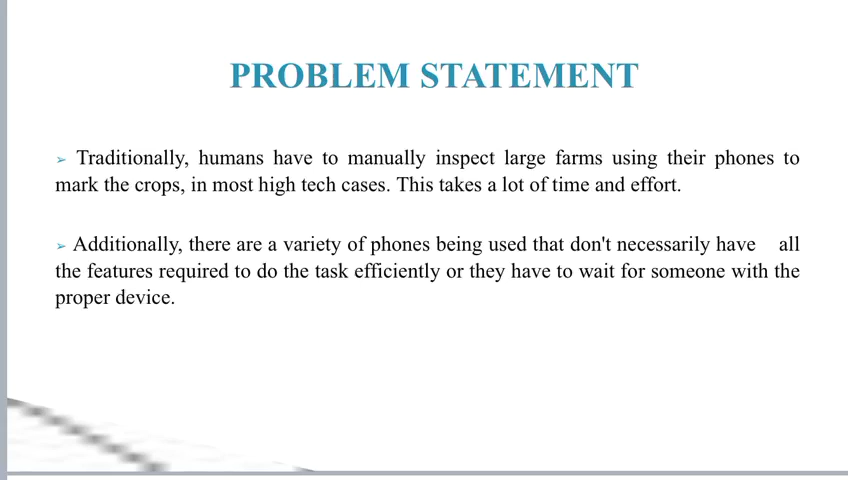 PROBLEM STATEMENT
➢ Traditionally, humans have to manually inspect large farms using their phones to
mark the crops, in most high tech cases. This takes a lot of time and effort.
➢ Additionally, there are a variety of phones being used that don't necessarily have all
the features required to do the task efficiently or they have to wait for someone with the
proper device.